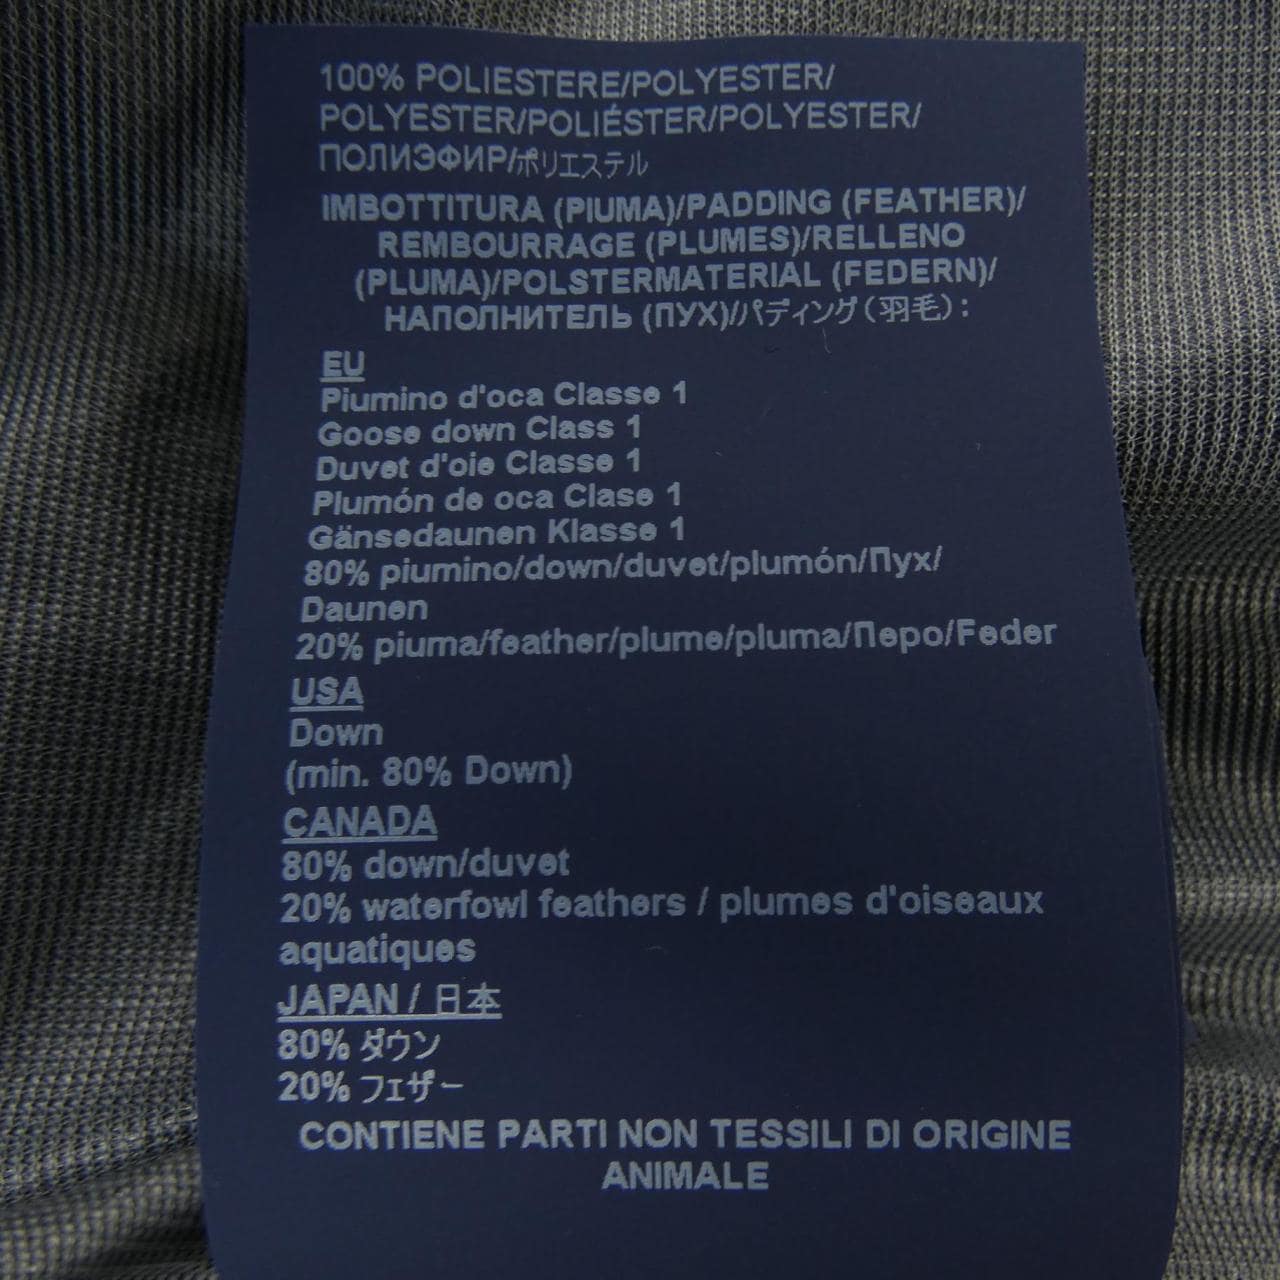 100% POLIESTERE/POLYESTER/
POLYESTER/POLIÉSTER/POLYESTER/
ПОЛИЭФИР/ポリエステル
IMBOTTITURA (PIUMA)/PADDING (FEATHER)/
REMBOURRAGE (PLUMES)/RELLENO
(PLUMA)/POLSTERMATERIAL (FEDERN)/
НАПОЛНИТЕЛЬ (ПУХ)/パディング(羽毛):
EU
Piumino d'oca Classe 1
Goose down Class 1
Duvet d'oie Classe 1
Plumón de oca Clase 1
Gänsedaunen Klasse 1
80% piumino/down/duvet/plumón/Пух/
Daunen
20% piuma/feather/plume/pluma/Перо/Feder
USA
Down
(min. 80% Down)
CANADA
80% down/duvet
20% waterfowl feathers / plumes d'oiseaux
aquatiques
JAPAN / 日本
80% ダウン
20% フェザー
CONTIENE PARTI NON TESSILI DI ORIGINE
ANIMALE